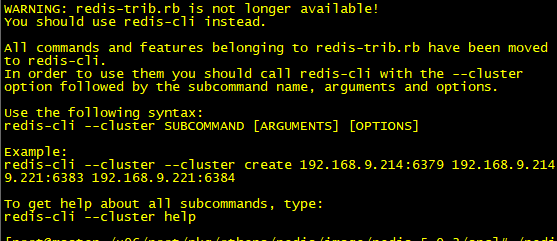 WARNING: redis-trib.rb is not longer available!
You should use redis-cli instead.
All commands and features belonging to redis-trib.rb have been moved
to redis-cli.
In order to use them you should call redis-cli with the --cluster
option followed by the subcommand name, arguments and options.
Use the following syntax:
redis-cli --cluster SUBCOMMAND [ARGUMENTS] [OPTIONS]
Example:
redis-cli --cluster --cluster create 192.168.9.214:6379 192.168.9.214
9.221:6383 192.168.9.221:6384
To get help about all subcommands, type:
redis-cli --cluster help